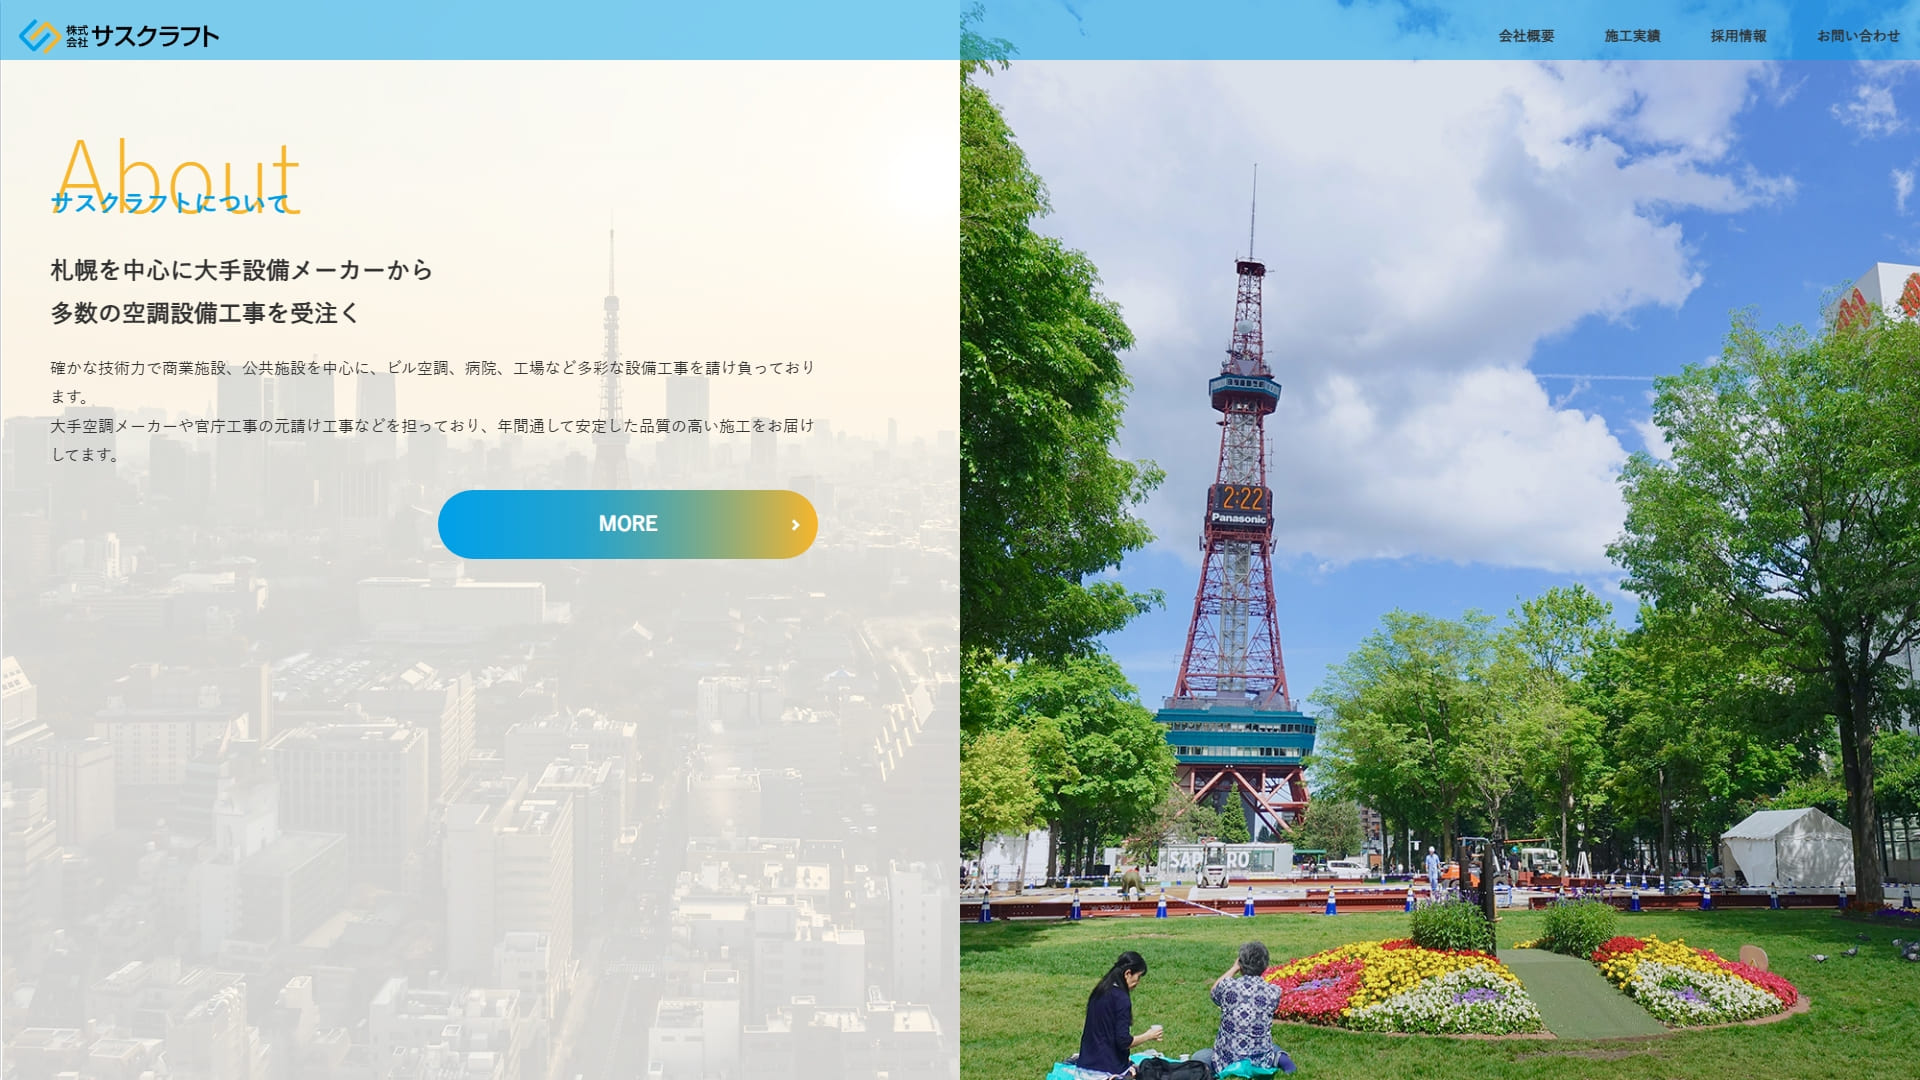 株式会社サスクラフト
会社概要
施工実績
採用情報
お問い合わせ
About
サスクラフトについて
札幌を中心に大手設備メーカーから
多数の空調設備工事を受注く
確かな技術力で商業施設、公共施設を中心に、ビル空調、病院、工場など多彩な設備工事を請け負っており
ます。
大手空調メーカーや官庁工事の元請け工事などを担っており、年間通して安定した品質の高い施工をお届け
してます。
MORE
2:22
Panasonic
SAPPORO